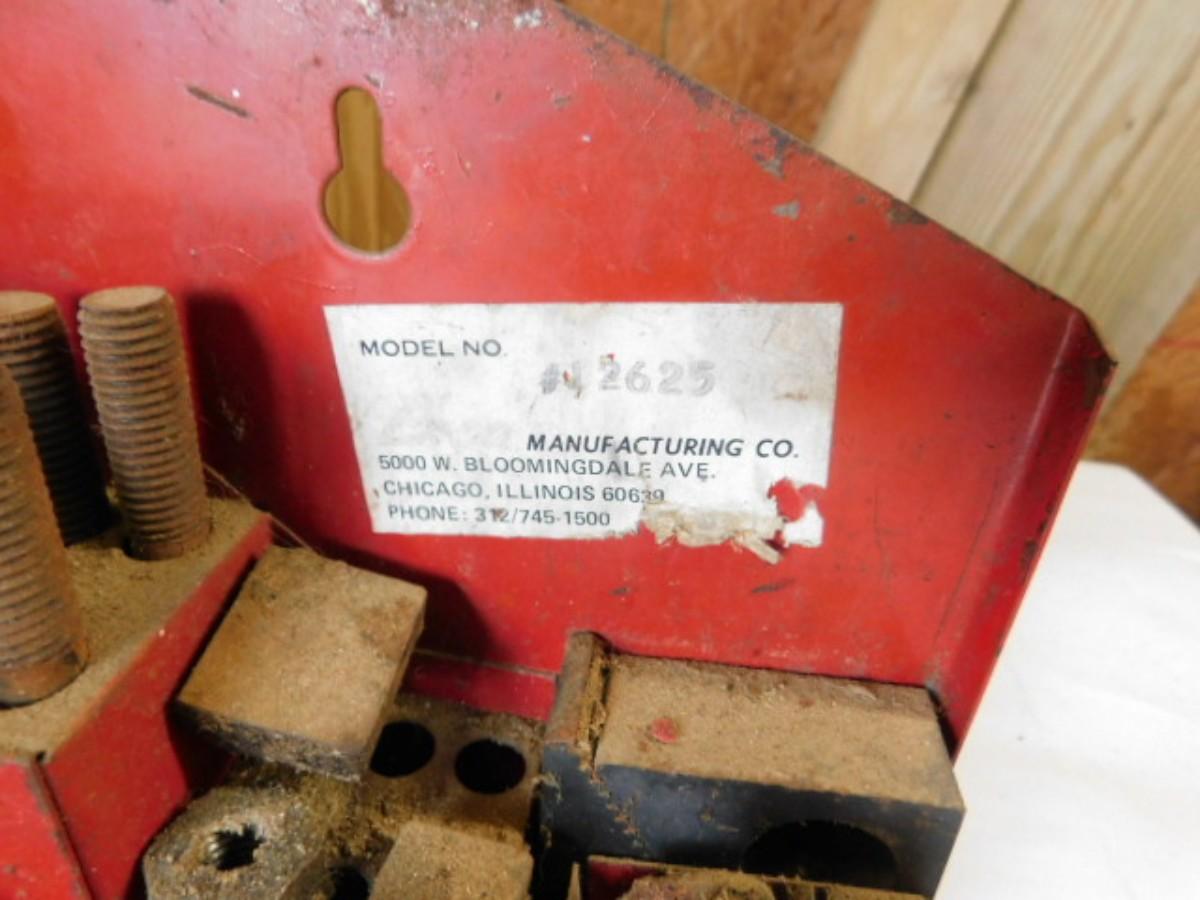 MODEL NO.
#12625
MANUFACTURING CO.
5000 W. BLOOMINGDALE AVE.
CHICAGO, ILLINOIS 60639
PHONE: 312/745-1500